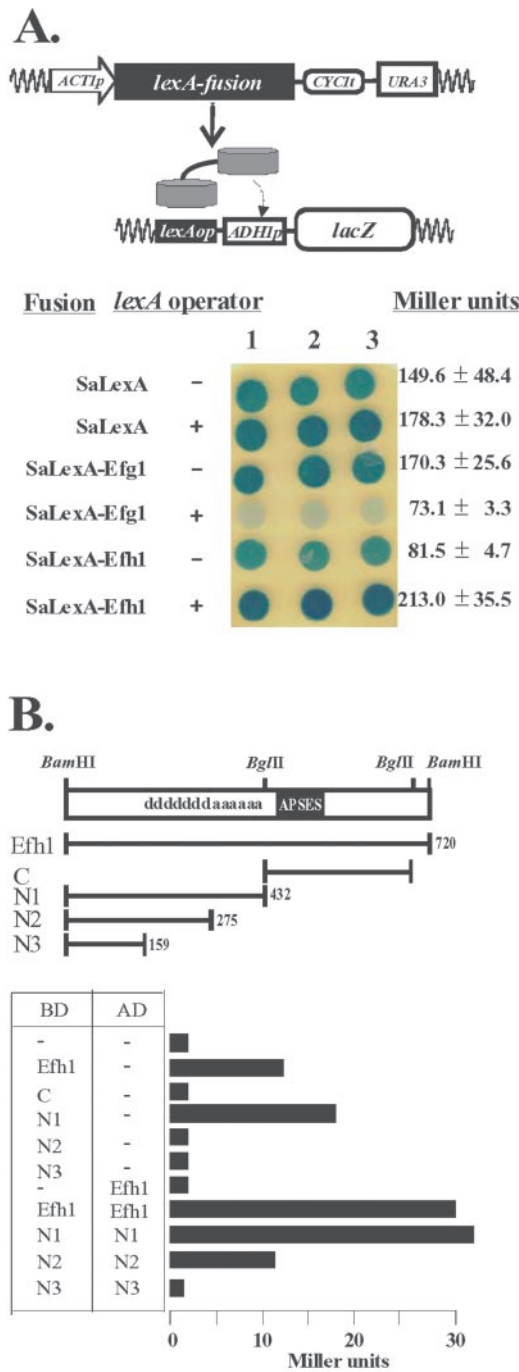 A.
ACT1p lexA-fusion CYC1t URA3
lexAop ADH1p lacZ
Fusion lexA operator Miller units
1 2 3
SaLexA – 149.6 ± 48.4
SaLexA + 178.3 ± 32.0
SaLexA-Efg1 – 170.3 ± 25.6
SaLexA-Efg1 + 73.1 ± 3.3
SaLexA-Efh1 – 81.5 ± 4.7
SaLexA-Efh1 + 213.0 ± 35.5
B.
BamHI BglII BglII BamHI
dddddddaaaaaa APSES
Efh1 720
C
N1 432
N2 275
N3 159
BD AD
- -
Efh1 -
C -
N1 -
N2 -
N3 -
- Efh1
Efh1 Efh1
N1 N1
N2 N2
N3 N3
0 10 20 30
Miller units